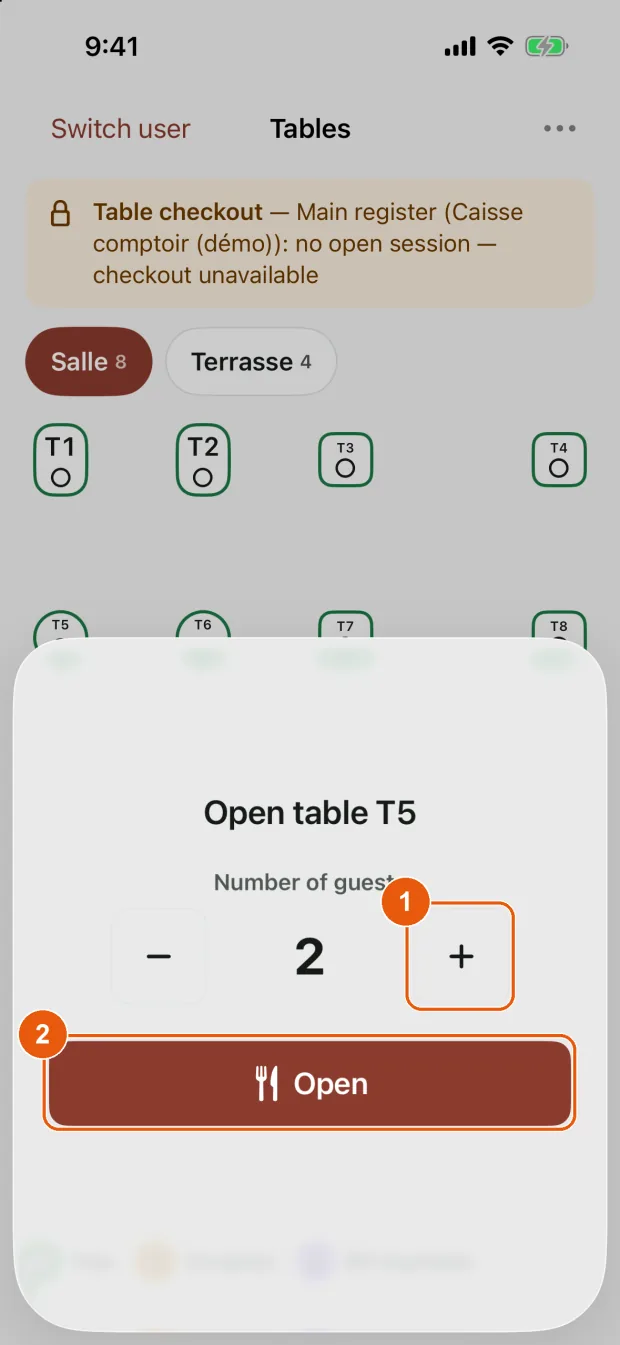 9:41
Switch user
Tables
Table checkout — Main register (Caisse
comptoir (démo)): no open session —
checkout unavailable
Salle 8
Terrasse 4
T1
T2
T3
T4
T5
T6
T7
T8
Open table T5
Number of guest
1
− 2 +
2
Open